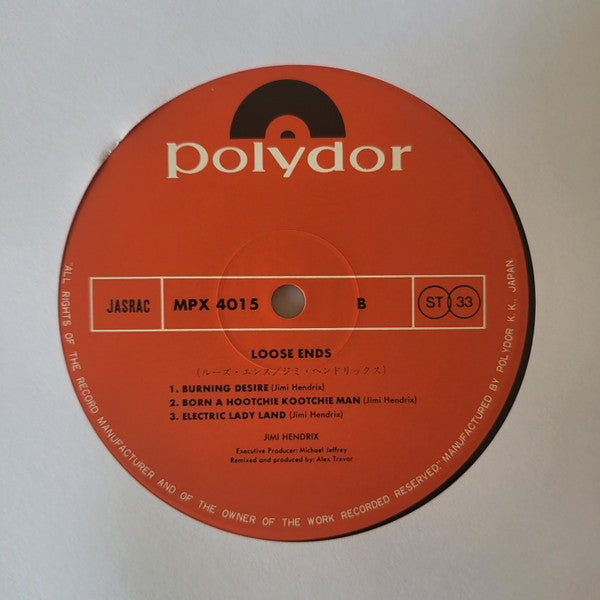 polydor
JASRAC MPX 4015 B ST 33
LOOSE ENDS
(ルーズ・エンズ/ジミ・ヘンドリックス)
1. BURNING DESIRE (Jimi Hendrix)
2. BORN A HOOTCHIE KOOTCHIE MAN (Jimi Hendrix)
3. ELECTRIC LADY LAND (Jimi Hendrix)
JIMI HENDRIX
Executive Producer: Michael Jeffrey
Remixed and produced by: Alex Trevor
"ALL RIGHTS OF THE RECORD MANUFACTURER AND OF THE OWNER OF THE WORK RECORDED RESERVED." MANUFACTURED BY POLYDOR K.K., JAPAN